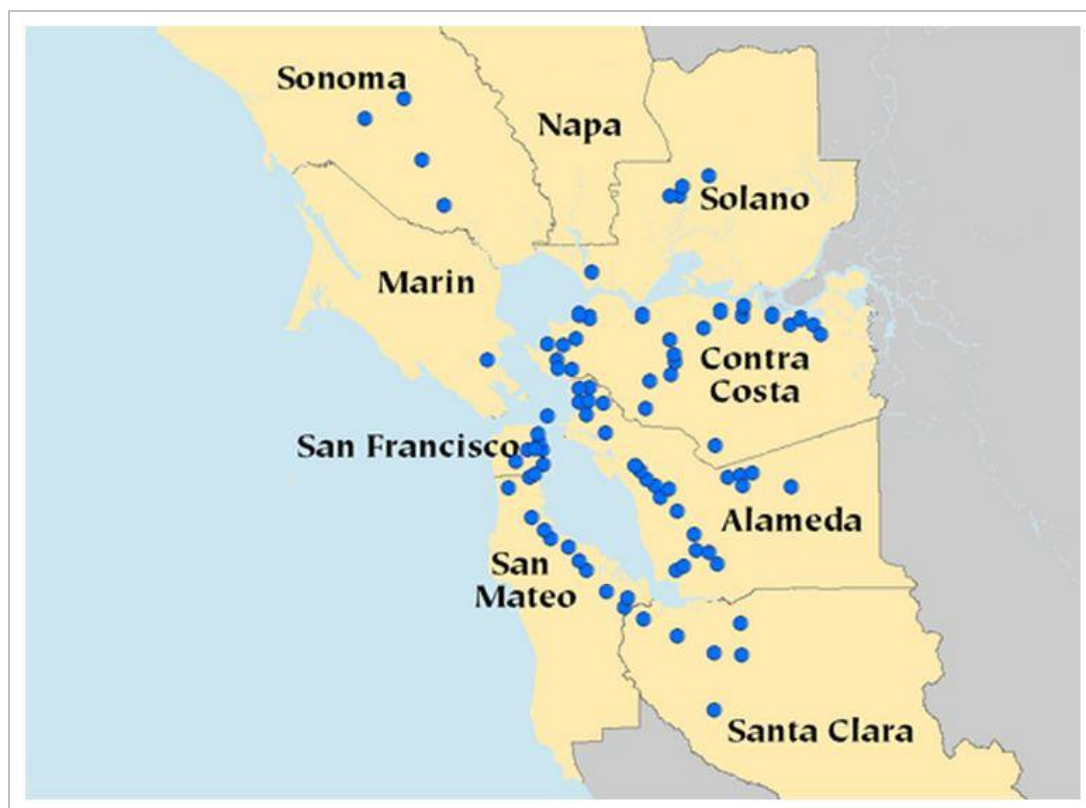 Sonoma
Napa
Solano
Marin
Contra
Costa
San Francisco
Alameda
San
Mateo
Santa Clara